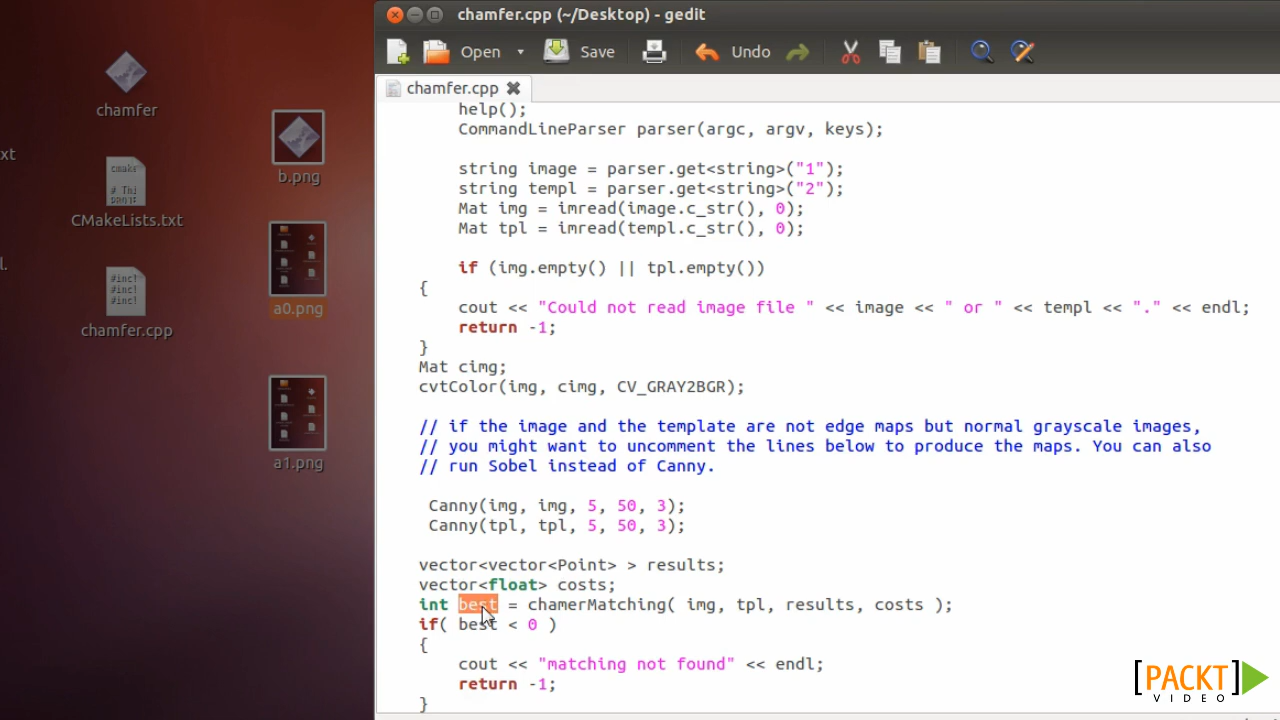 chamfer.cpp (~/Desktop) - gedit
Open
Save
Undo
chamfer.cpp
chamfer
xt
b.png
CMakeLists.txt
l.
a0.png
chamfer.cpp
a1.png
cmake
# Thi
PROJE
#inc!
#inc!
#inc!
help();
CommandLineParser parser(argc, argv, keys);
string image = parser.get<string>("1");
string templ = parser.get<string>("2");
Mat img = imread(image.c_str(), 0);
Mat tpl = imread(templ.c_str(), 0);
if (img.empty() || tpl.empty())
{
cout << "Could not read image file " << image << " or " << templ << "." << endl;
return -1;
}
Mat cimg;
cvtColor(img, cimg, CV_GRAY2BGR);
// if the image and the template are not edge maps but normal grayscale images,
// you might want to uncomment the lines below to produce the maps. You can also
// run Sobel instead of Canny.
Canny(img, img, 5, 50, 3);
Canny(tpl, tpl, 5, 50, 3);
vector<vector<Point> > results;
vector<float> costs;
int best = chamerMatching( img, tpl, results, costs );
if( best < 0 )
{
cout << "matching not found" << endl;
return -1;
}
[PACKT]
VIDEO